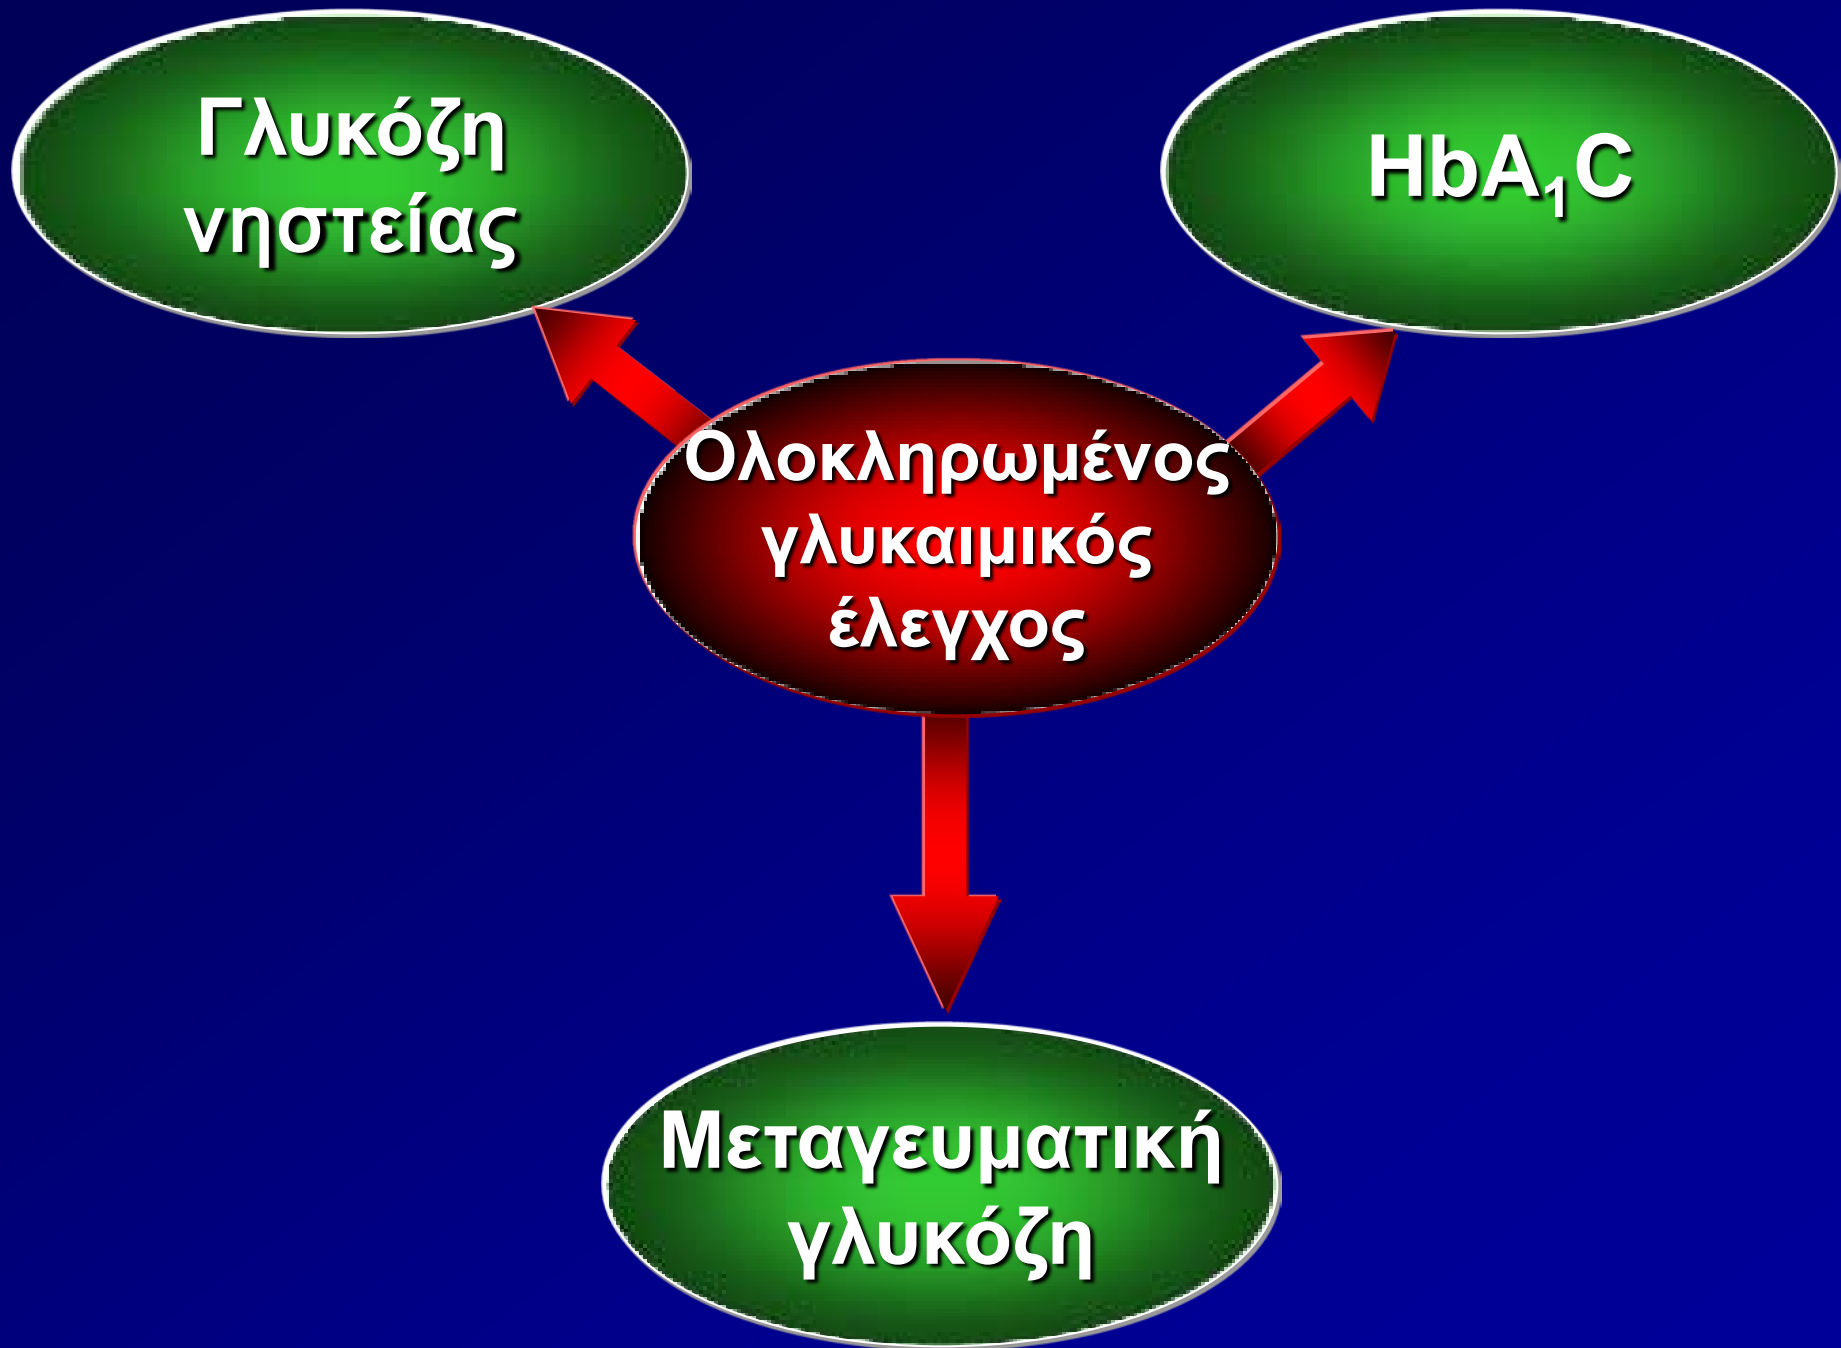 Γλυκόζη
νηστείας
HbA₁C
Ολοκληρωμένος
γλυκαιμικός
έλεγχος
Μεταγευματική
γλυκόζη